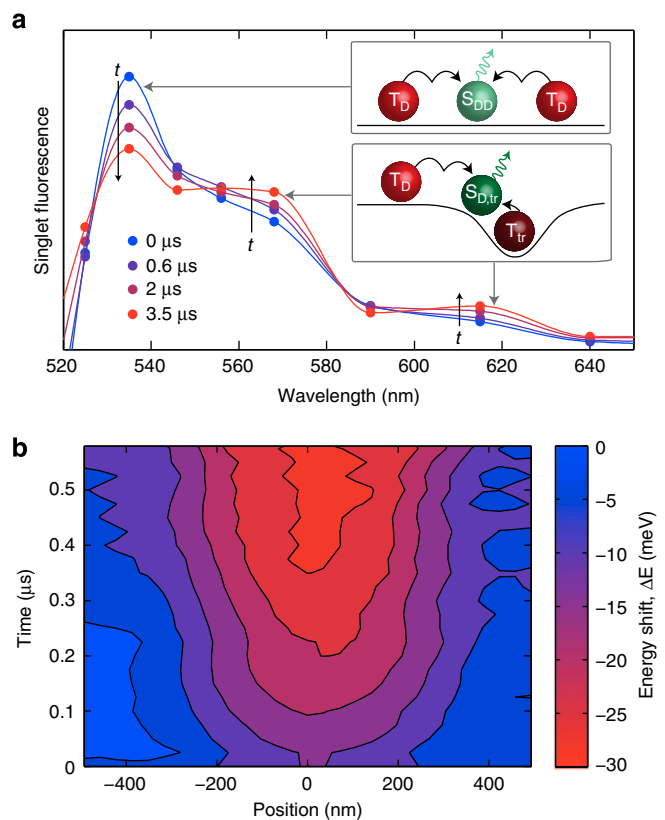 a
Singlet fluorescence
t
t
t
T_D
S_DD
T_D
T_D
S_D,tr
T_tr
0 μs
0.6 μs
2 μs
3.5 μs
520 540 560 580 600 620 640
Wavelength (nm)
b
Time (μs)
0.5
0.4
0.3
0.2
0.1
0
−400 −200 0 200 400
Position (nm)
0
−5
−10
−15
−20
−25
−30
Energy shift, ΔE (meV)